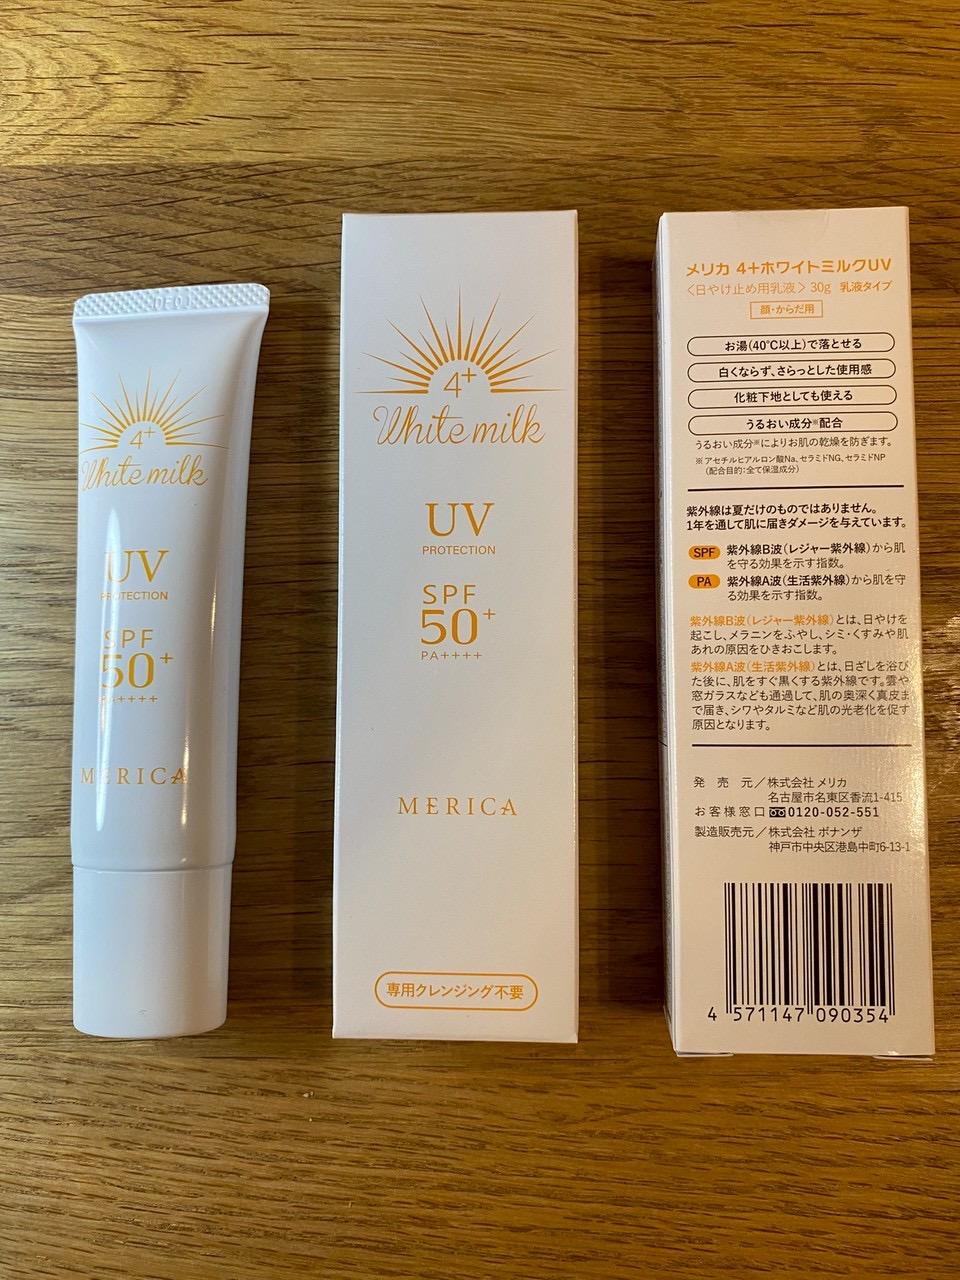 DF01
4+
White milk
UV
PROTECTION
SPF
50+
PA++++
MERICA
4+
White milk
UV
PROTECTION
SPF
50+
PA++++
MERICA
専用クレンジング不要
メリカ 4+ホワイトミルクUV
〈日やけ止め用乳液〉30g 乳液タイプ
顔・からだ用
お湯(40℃以上)で落とせる
白くならず、さらっとした使用感
化粧下地としても使える
うるおい成分※配合
うるおい成分※によりお肌の乾燥を防ぎます。
※アセチルヒアルロン酸Na、セラミドNG、セラミドNP
(配合目的:全て保湿成分)
紫外線は夏だけのものではありません。
1年を通して肌に届きダメージを与えています。
SPF 紫外線B波(レジャー紫外線)から肌
を守る効果を示す指数。
PA 紫外線A波(生活紫外線)から肌を守
る効果を示す指数。
紫外線B波(レジャー紫外線)とは、日やけを
起こし、メラニンをふやし、シミ・くすみや肌
あれの原因をひきおこします。
紫外線A波(生活紫外線)とは、日ざしを浴び
た後に、肌をすぐ黒くする紫外線です。雲や
窓ガラスなども通過して、肌の奥深く真皮ま
で届き、シワやタルミなど肌の光老化を促す
原因となります。
発売元/株式会社 メリカ
名古屋市名東区香流1-415
お客様窓口 0120-052-551
製造販売元/株式会社 ボナンザ
神戸市中央区港島中町6-13-1
4 571147 090354